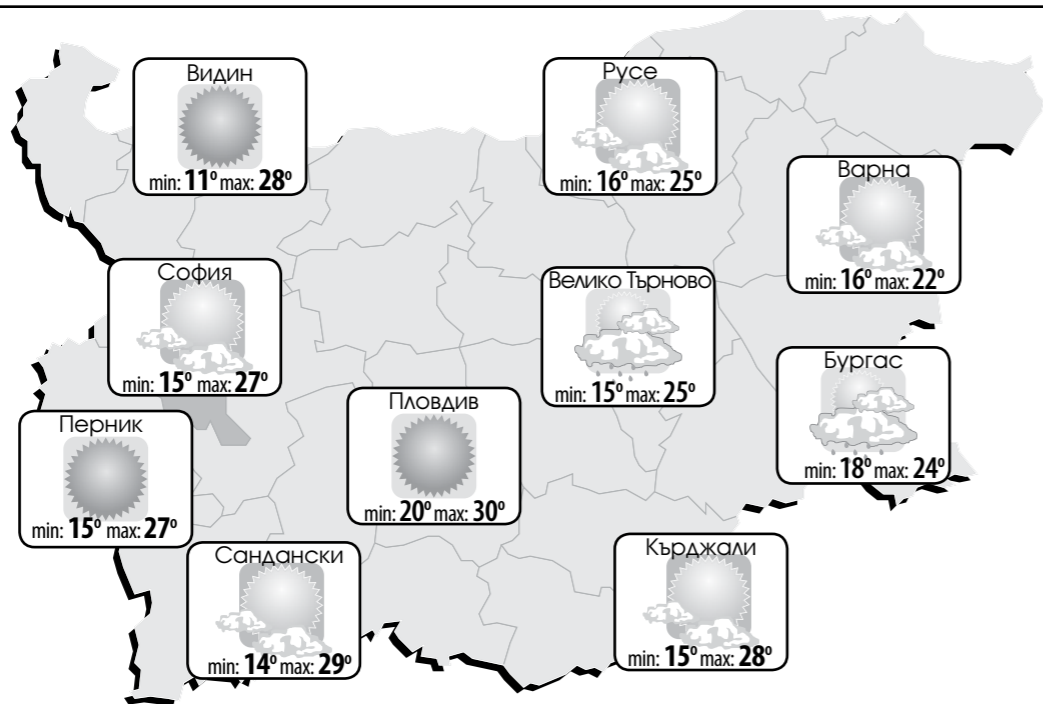 Видин
min: 11° max: 28°
Русе
min: 16° max: 25°
Варна
min: 16° max: 22°
София
min: 15° max: 27°
Велико Търново
min: 15° max: 25°
Бургас
min: 18° max: 24°
Пловдив
min: 20° max: 30°
Перник
min: 15° max: 27°
Сандански
min: 14° max: 29°
Кърджали
min: 15° max: 28°